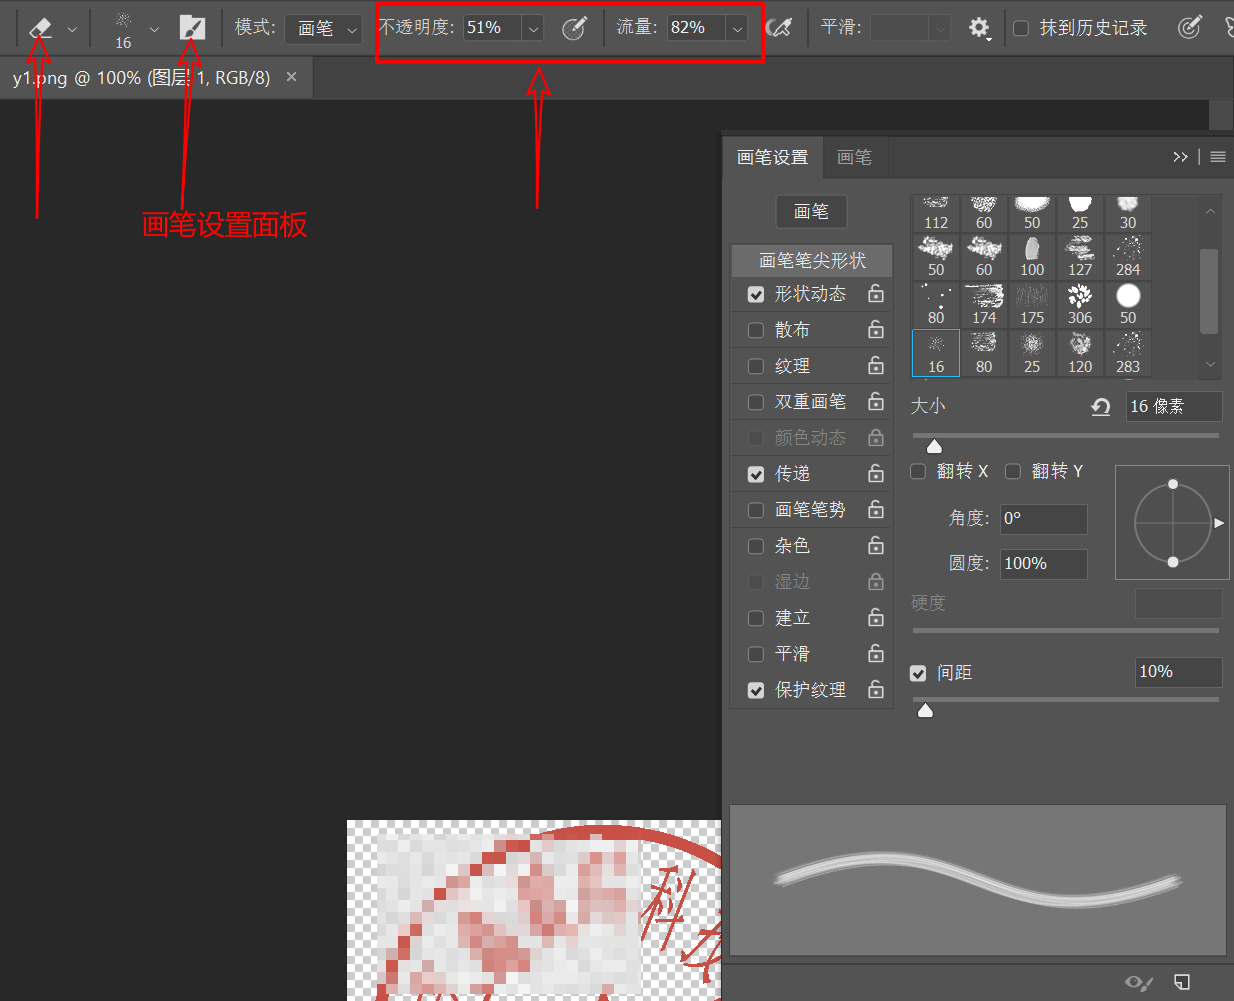 模式: 画笔 不透明度: 51% 流量: 82% 平滑: 抹到历史记录
16
y1.png @ 100% (图层 1, RGB/8) ×
画笔设置面板
画笔设置 画笔
画笔
画笔笔尖形状
形状动态
散布
纹理
双重画笔
颜色动态
传递
画笔笔势
杂色
湿边
建立
平滑
保护纹理
112 60 50 25 30
50 60 100 127 284
80 174 175 306 50
16 80 25 120 283
大小 16 像素
翻转 X 翻转 Y
角度: 0°
圆度: 100%
硬度
间距 10%
科